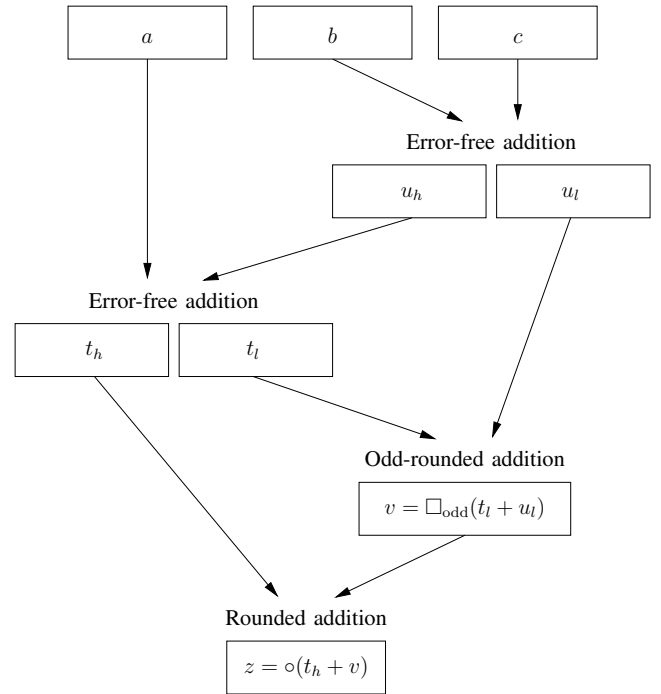 a b c
Error-free addition
u_h u_l
Error-free addition
t_h t_l
Odd-rounded addition
v = □_odd(t_l + u_l)
Rounded addition
z = ○(t_h + v)